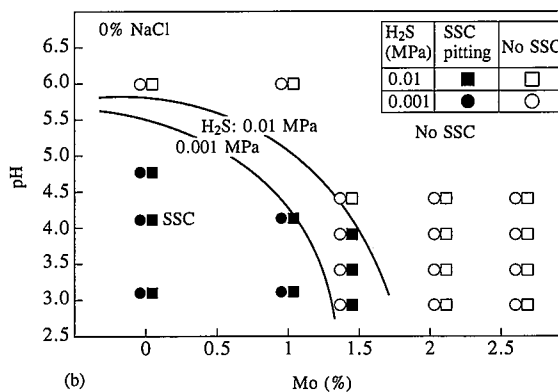 0% NaCl
H₂S (MPa) SSC pitting No SSC
0.01 ■ □
0.001 ● ○
No SSC
H₂S: 0.01 MPa
0.001 MPa
SSC
pH
6.5
6.0
5.5
5.0
4.5
4.0
3.5
3.0
2.5
0 0.5 1 1.5 2.0 2.5
(b) Mo (%)